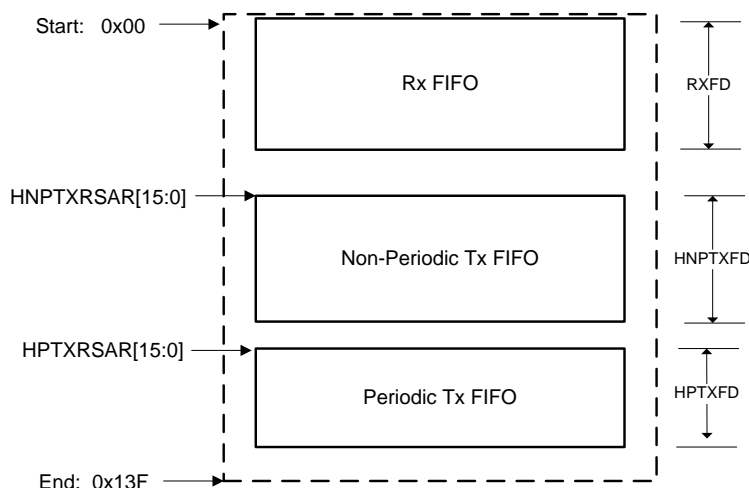 Start: 0x00
Rx FIFO
RXFD
HNPTXRSAR[15:0]
Non-Periodic Tx FIFO
HNPTXFD
HPTXRSAR[15:0]
Periodic Tx FIFO
HPTXFD
End: 0x13F